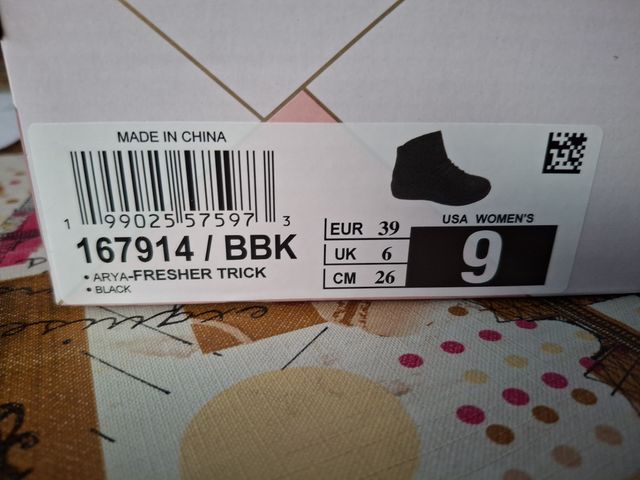 MADE IN CHINA
1 99025 57597 3
167914 / BBK
• ARYA-FRESHER TRICK
• BLACK
EUR 39
UK 6
CM 26
USA WOMEN'S
9